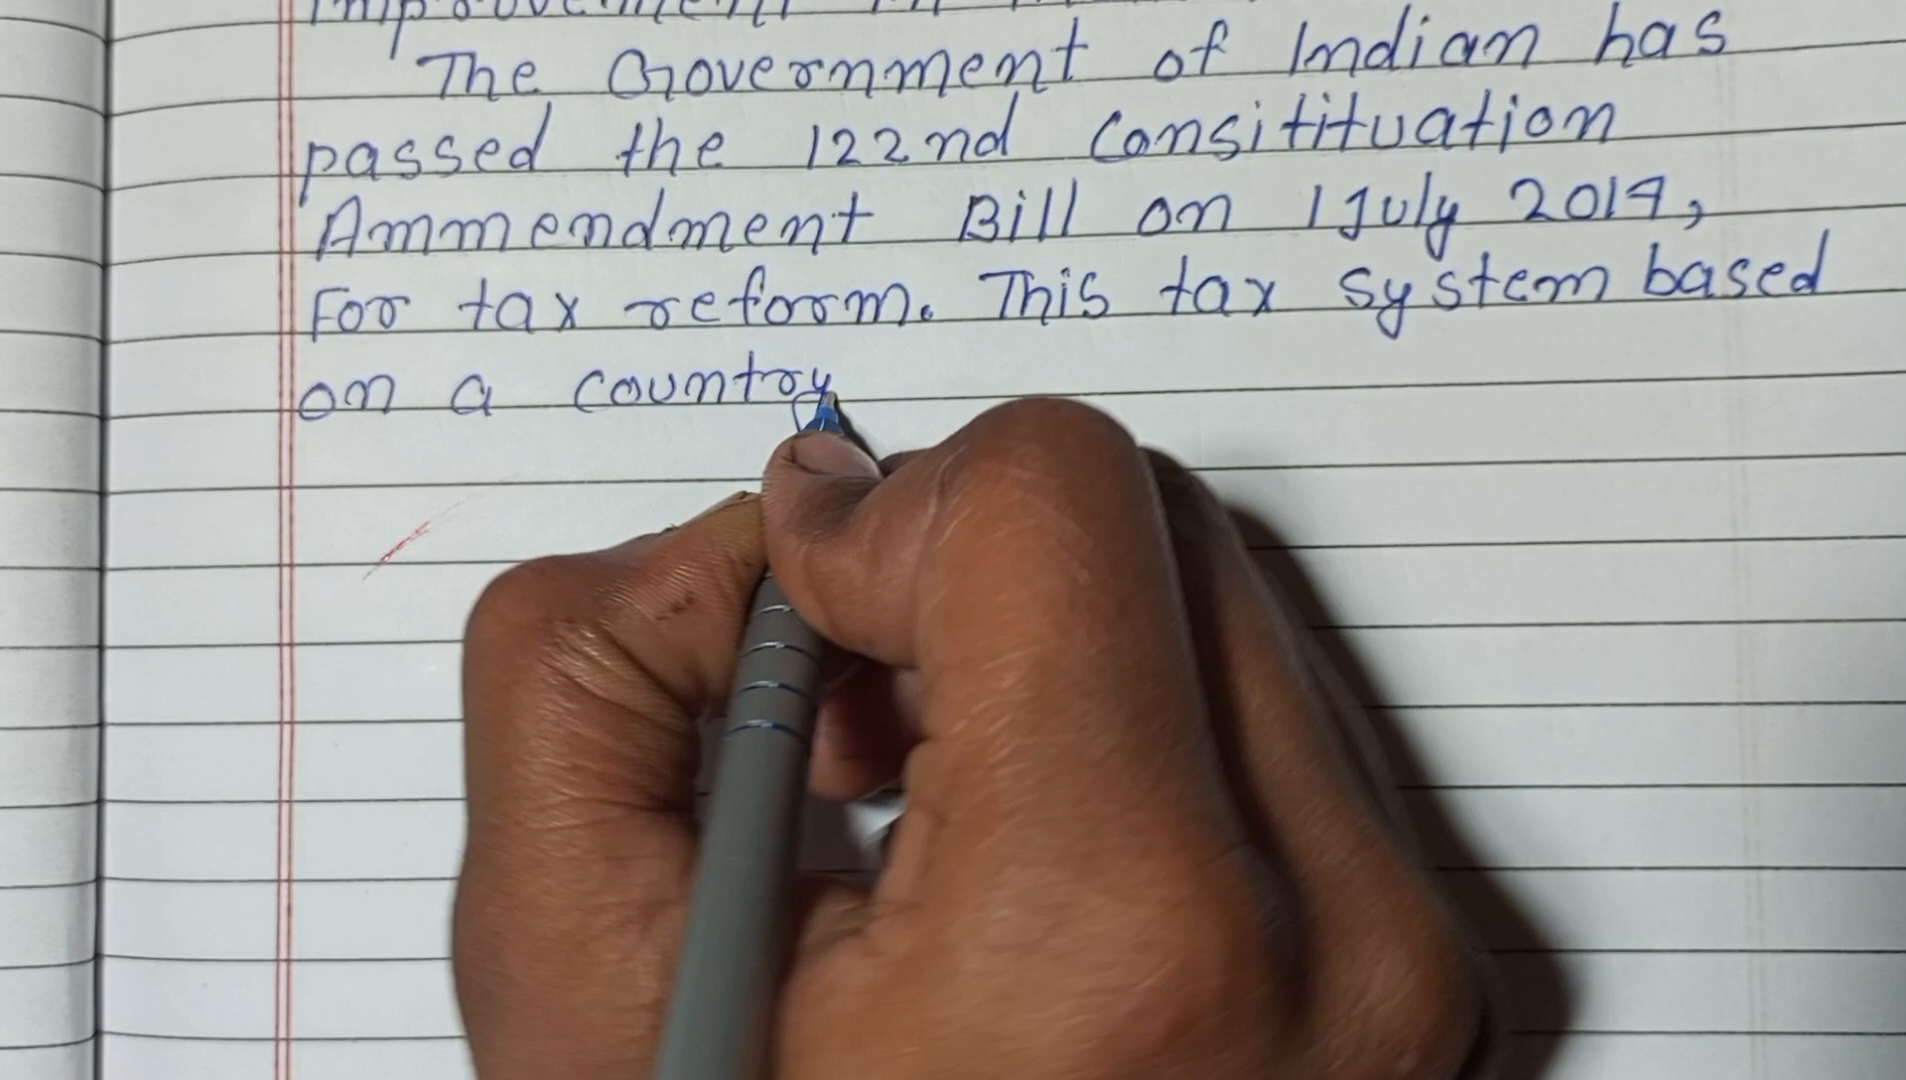 The Government of Indian has
passed the 122nd Consitituation
Ammendment Bill on 1 July 2017,
For tax reform. This tax system based
on a country